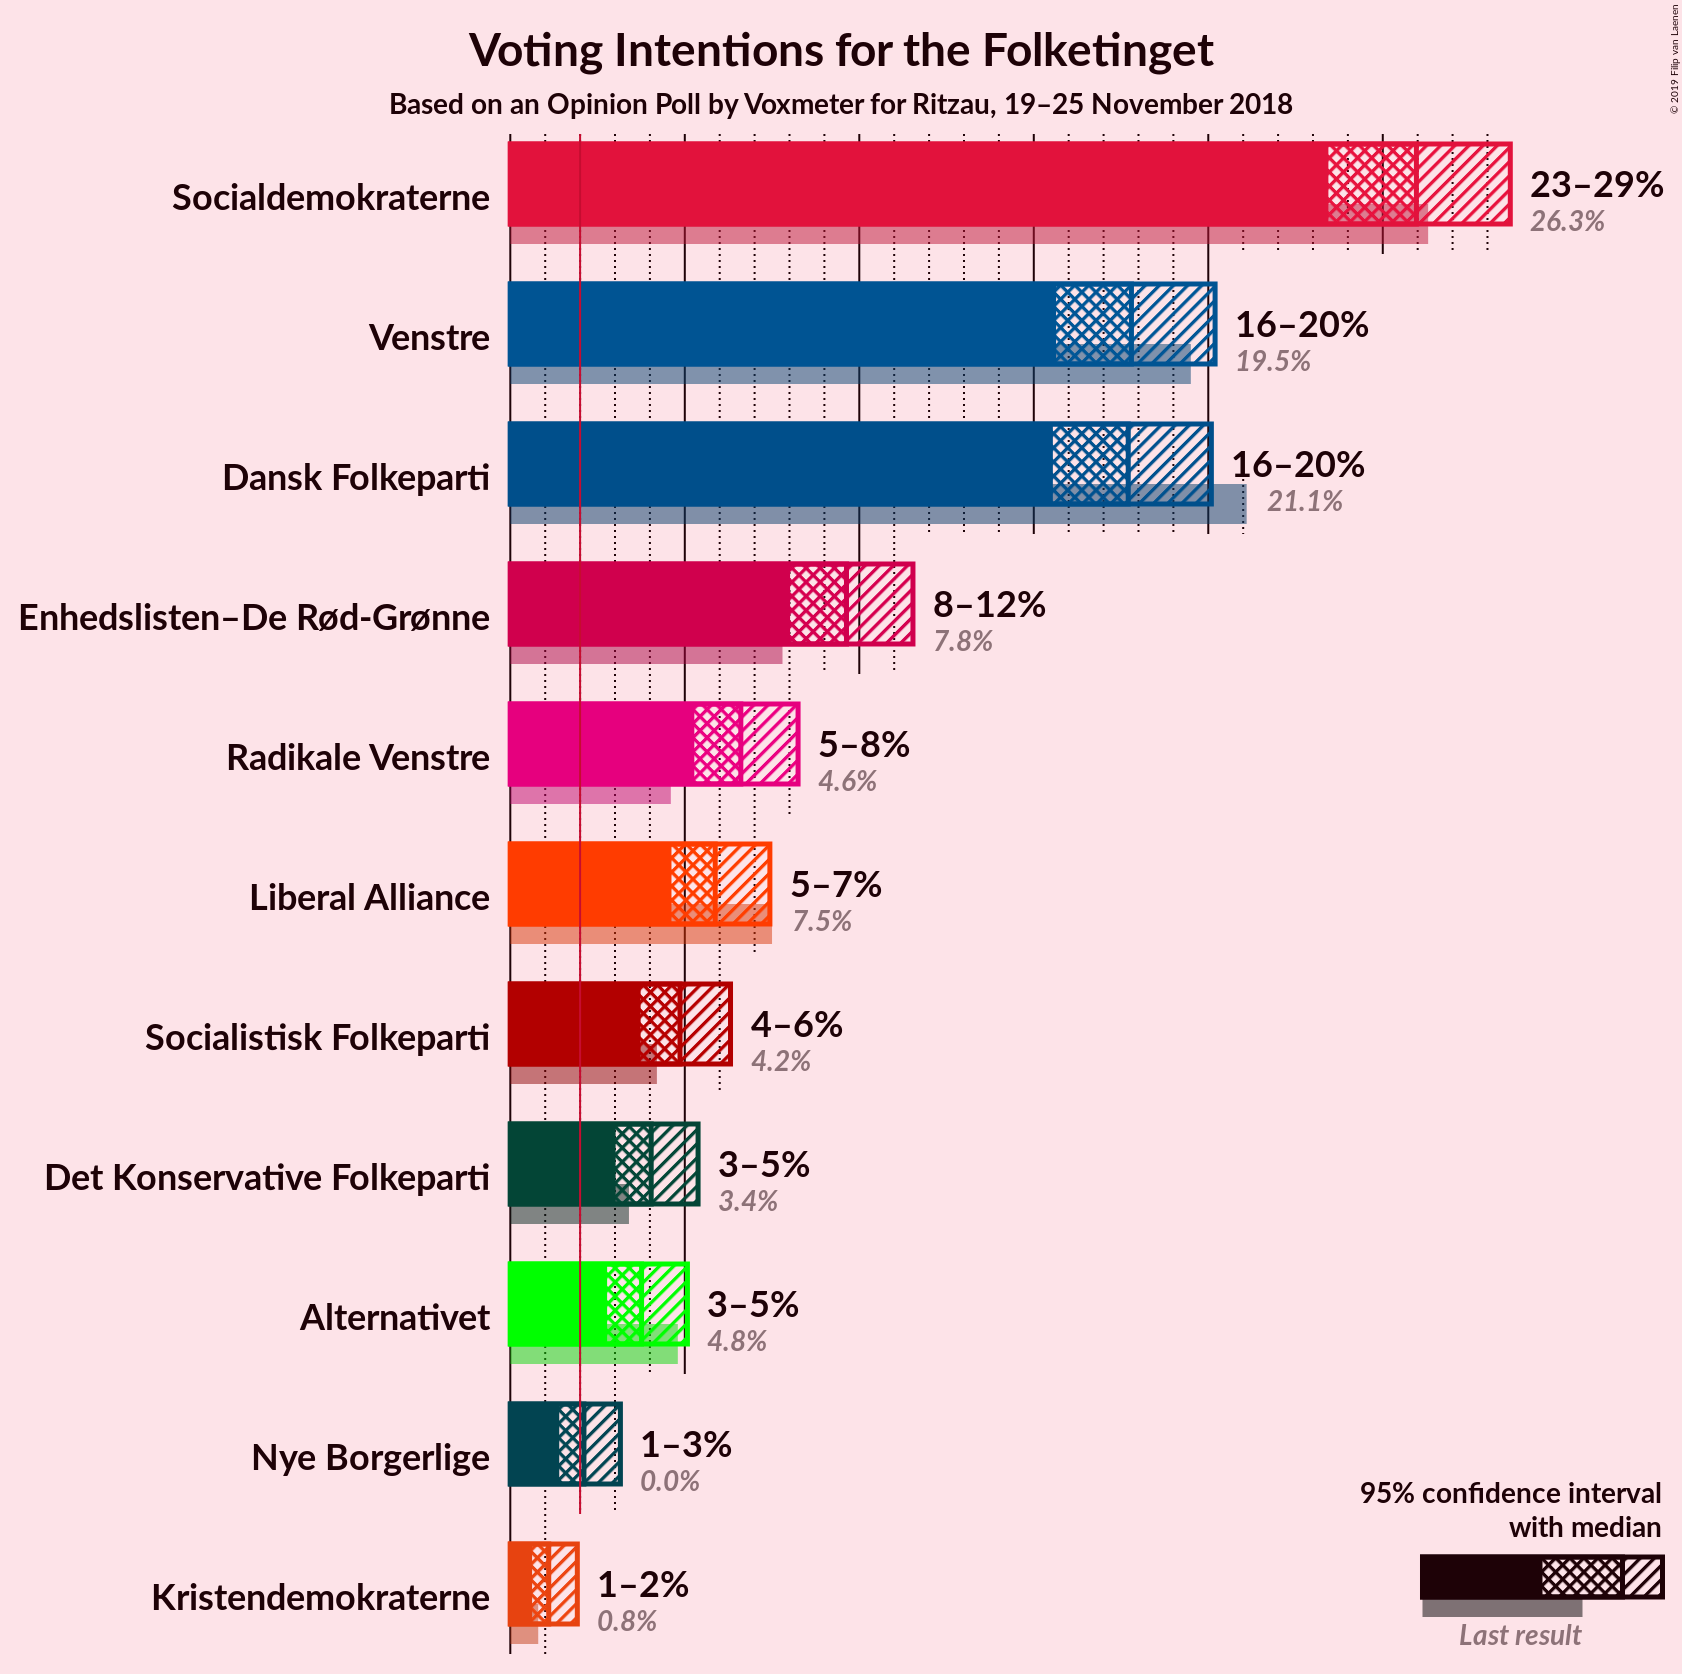 Voting Intentions for the Folketinget
Based on an Opinion Poll by Voxmeter for Ritzau, 19–25 November 2018
© 2019 Filip van Laenen
Socialdemokraterne
23–29%
26.3%
Venstre
16–20%
19.5%
Dansk Folkeparti
16–20%
21.1%
Enhedslisten–De Rød-Grønne
8–12%
7.8%
Radikale Venstre
5–8%
4.6%
Liberal Alliance
5–7%
7.5%
Socialistisk Folkeparti
4–6%
4.2%
Det Konservative Folkeparti
3–5%
3.4%
Alternativet
3–5%
4.8%
Nye Borgerlige
1–3%
0.0%
Kristendemokraterne
1–2%
0.8%
95% confidence interval
with median
Last result